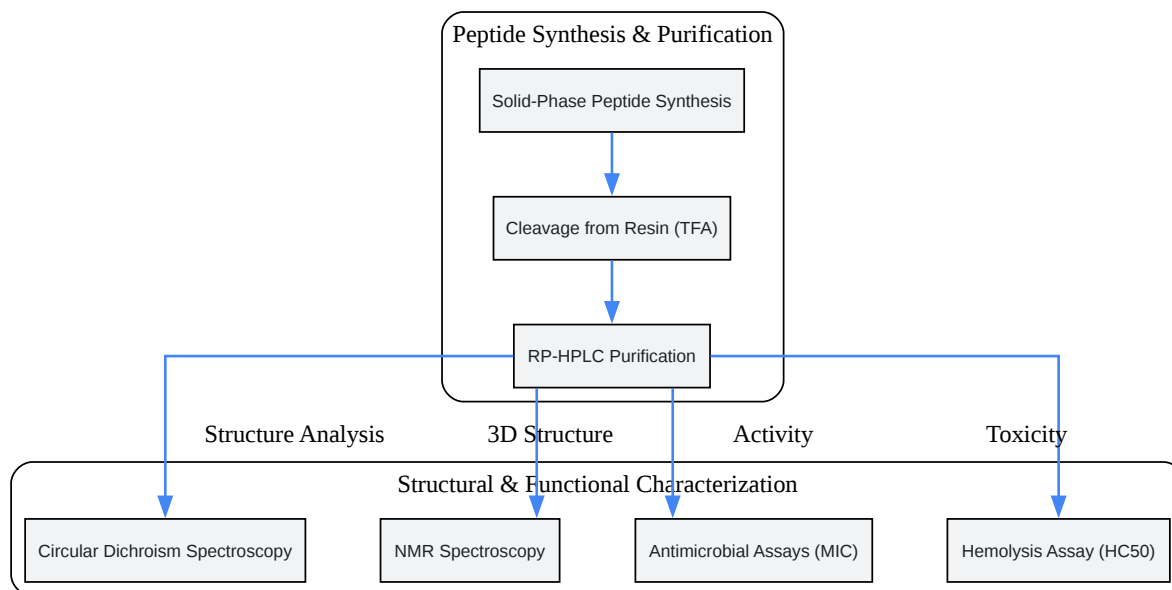 Peptide Synthesis & Purification
Solid-Phase Peptide Synthesis
Cleavage from Resin (TFA)
RP-HPLC Purification
Structure Analysis
3D Structure
Activity
Toxicity
Structural & Functional Characterization
Circular Dichroism Spectroscopy
NMR Spectroscopy
Antimicrobial Assays (MIC)
Hemolysis Assay (HC50)